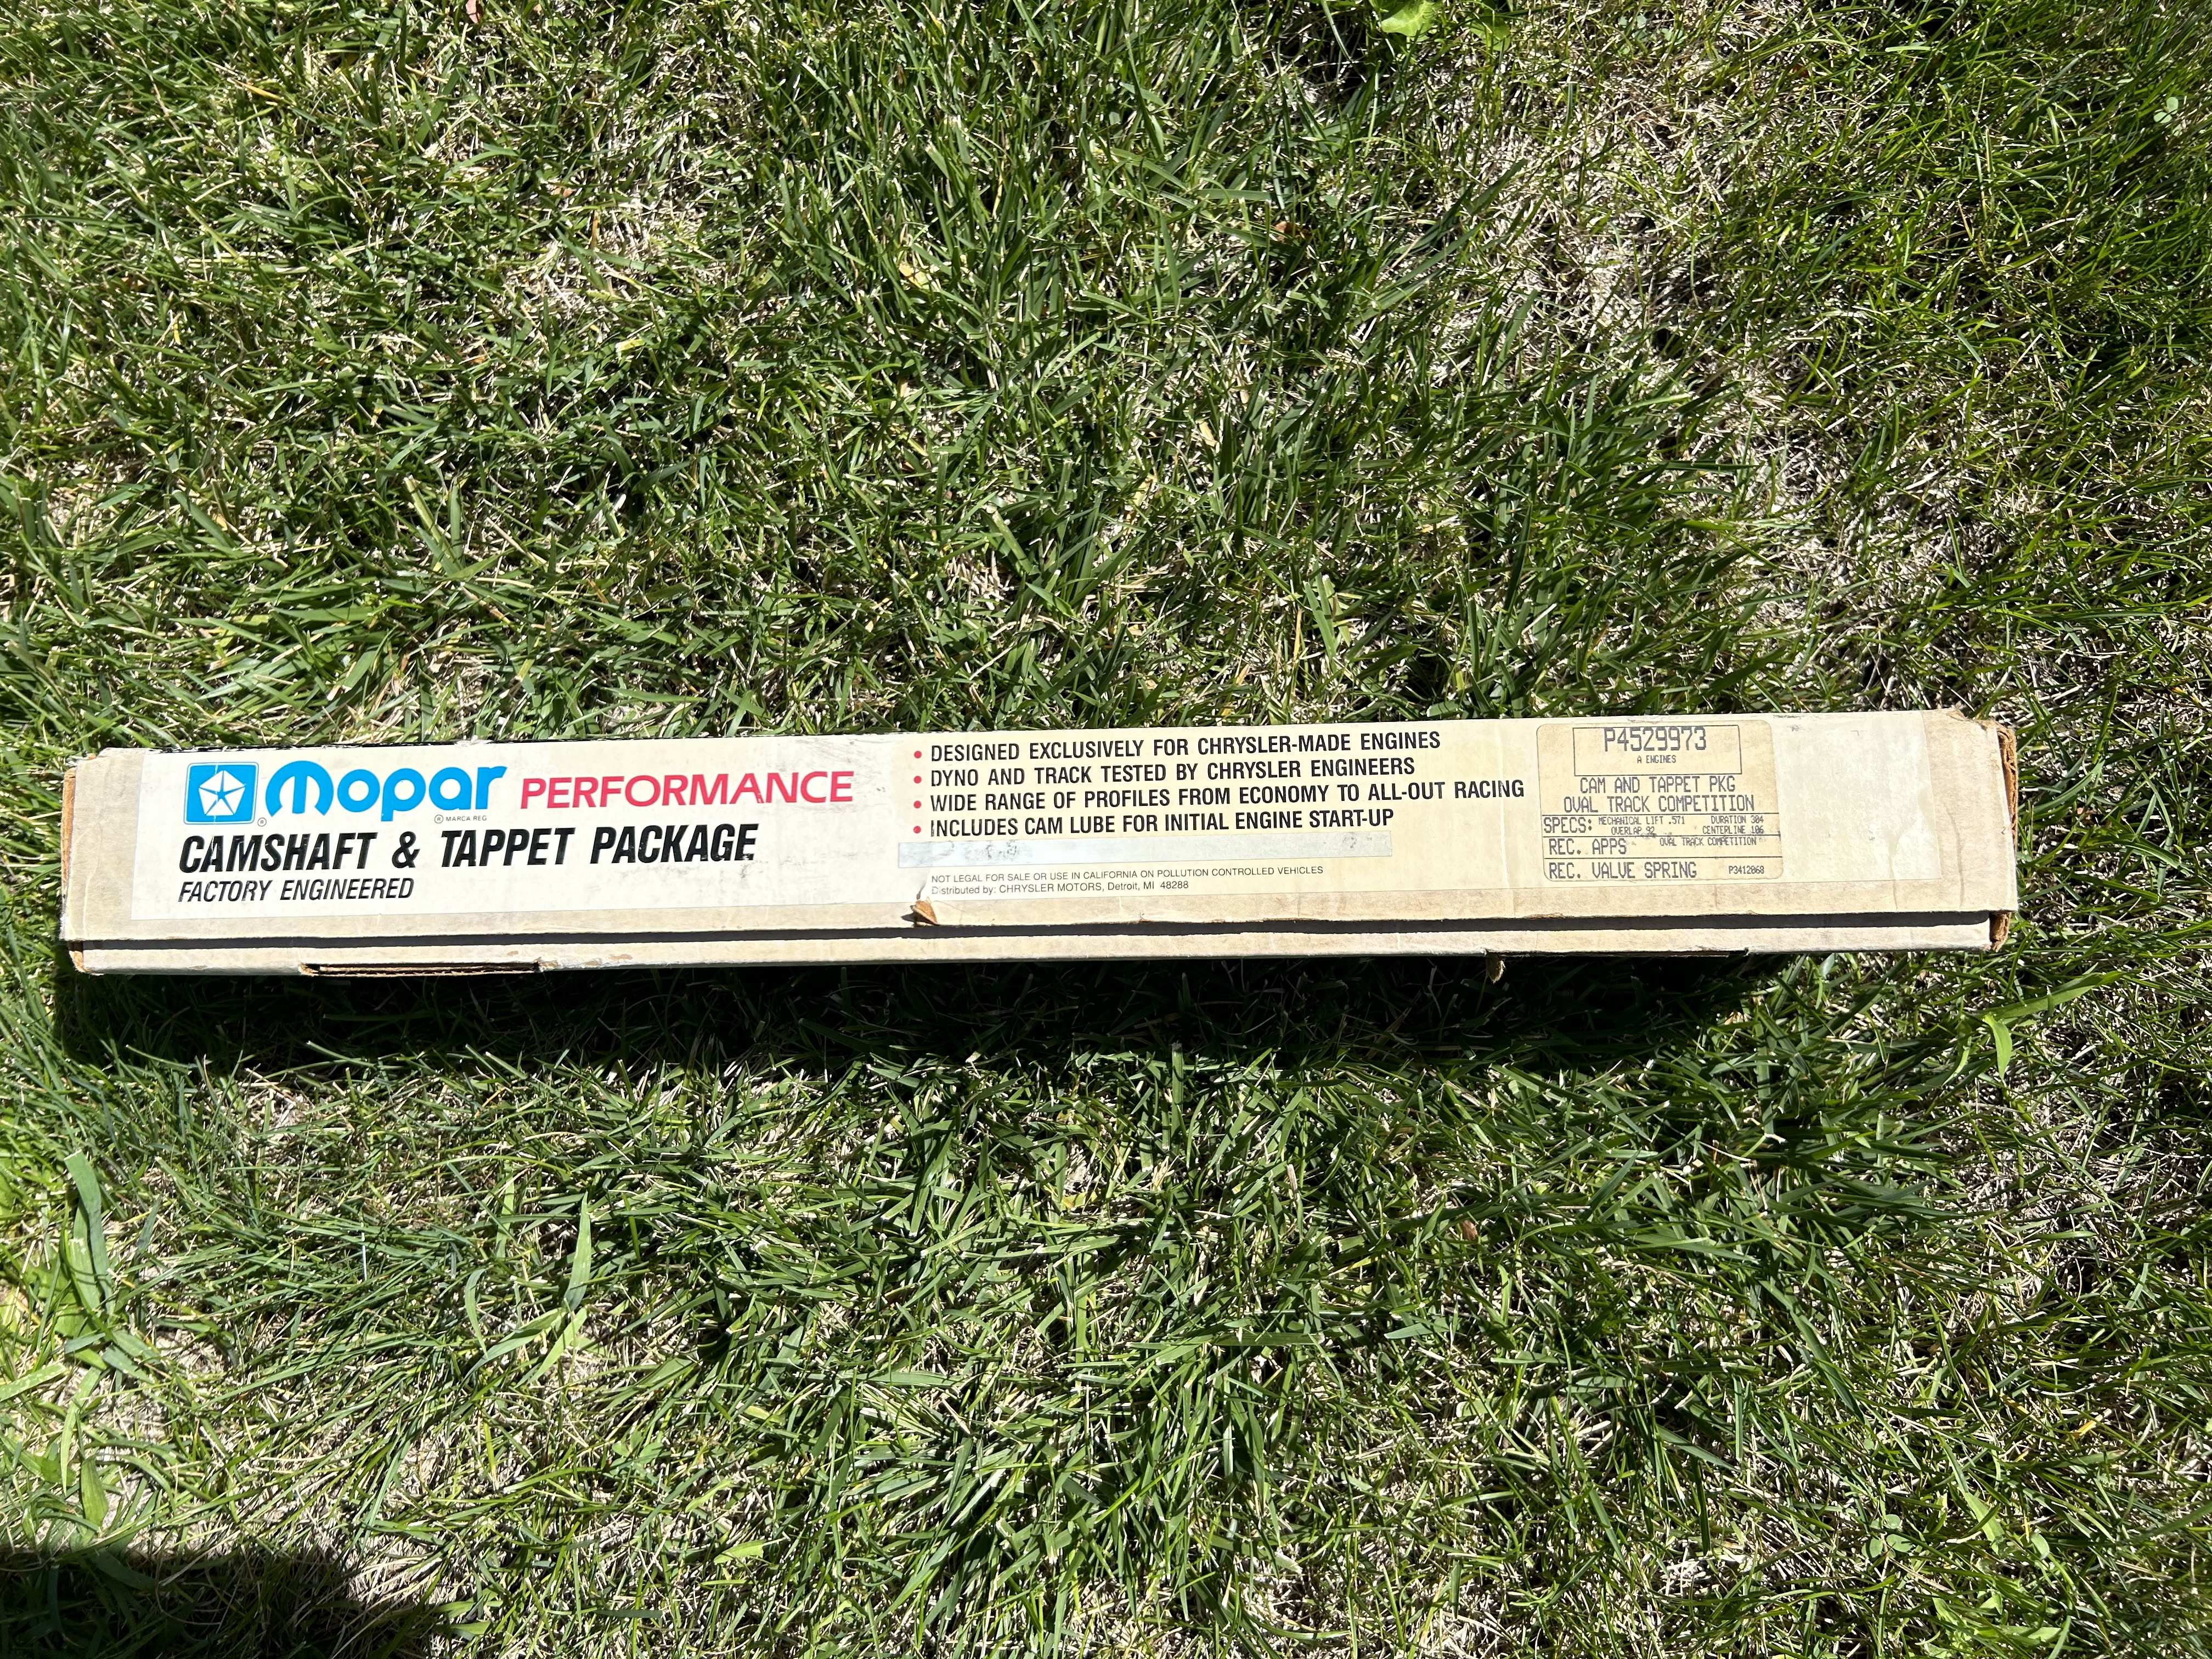 Mopar PERFORMANCE
® ® MARCA REG
CAMSHAFT & TAPPET PACKAGE
FACTORY ENGINEERED
• DESIGNED EXCLUSIVELY FOR CHRYSLER-MADE ENGINES
• DYNO AND TRACK TESTED BY CHRYSLER ENGINEERS
• WIDE RANGE OF PROFILES FROM ECONOMY TO ALL-OUT RACING
• INCLUDES CAM LUBE FOR INITIAL ENGINE START-UP
NOT LEGAL FOR SALE OR USE IN CALIFORNIA ON POLLUTION CONTROLLED VEHICLES
Distributed by: CHRYSLER MOTORS, Detroit, MI 48288
P4529973
A ENGINES
CAM AND TAPPET PKG
OVAL TRACK COMPETITION
SPECS: MECHANICAL LIFT .571 DURATION 304
OVERLAP 92 CENTERLINE 106
REC. APPS OVAL TRACK COMPETITION
REC. VALVE SPRING P3412068